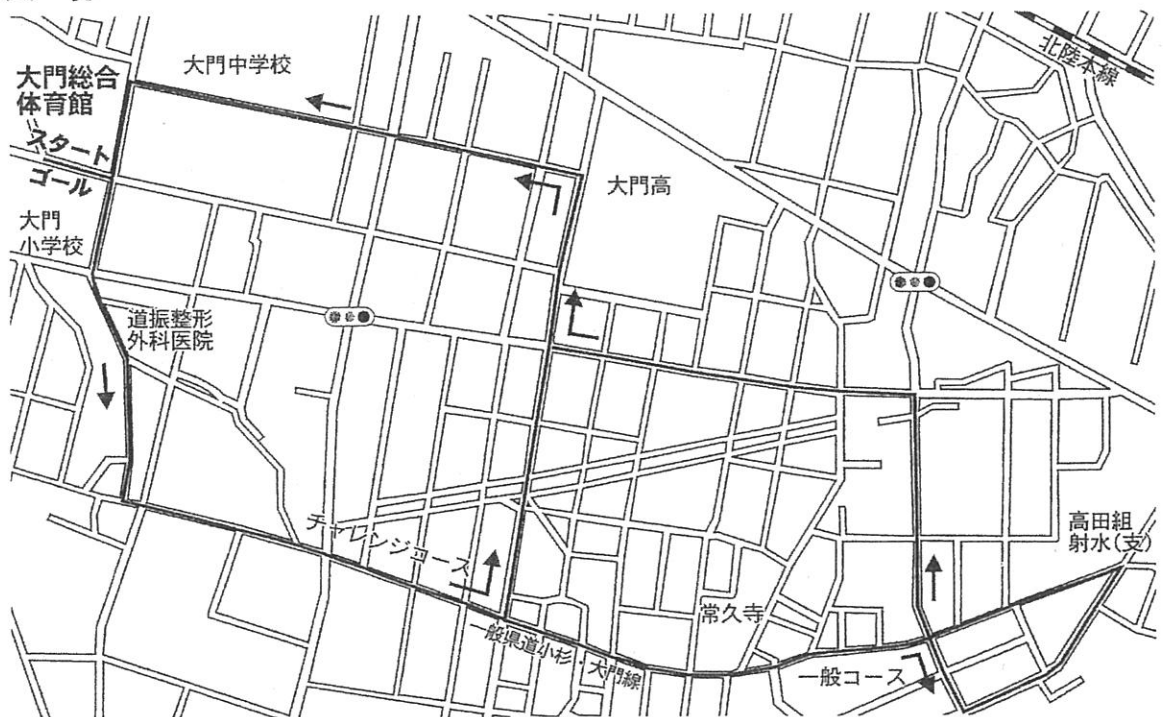 大門中学校
北陸本線
大門総合
体育館
スタート
ゴール
大門高
大門
小学校
道振整形
外科医院
高田組
射水(支)
チャレンジコース
常久寺
一般県道小杉・大門線
一般コース